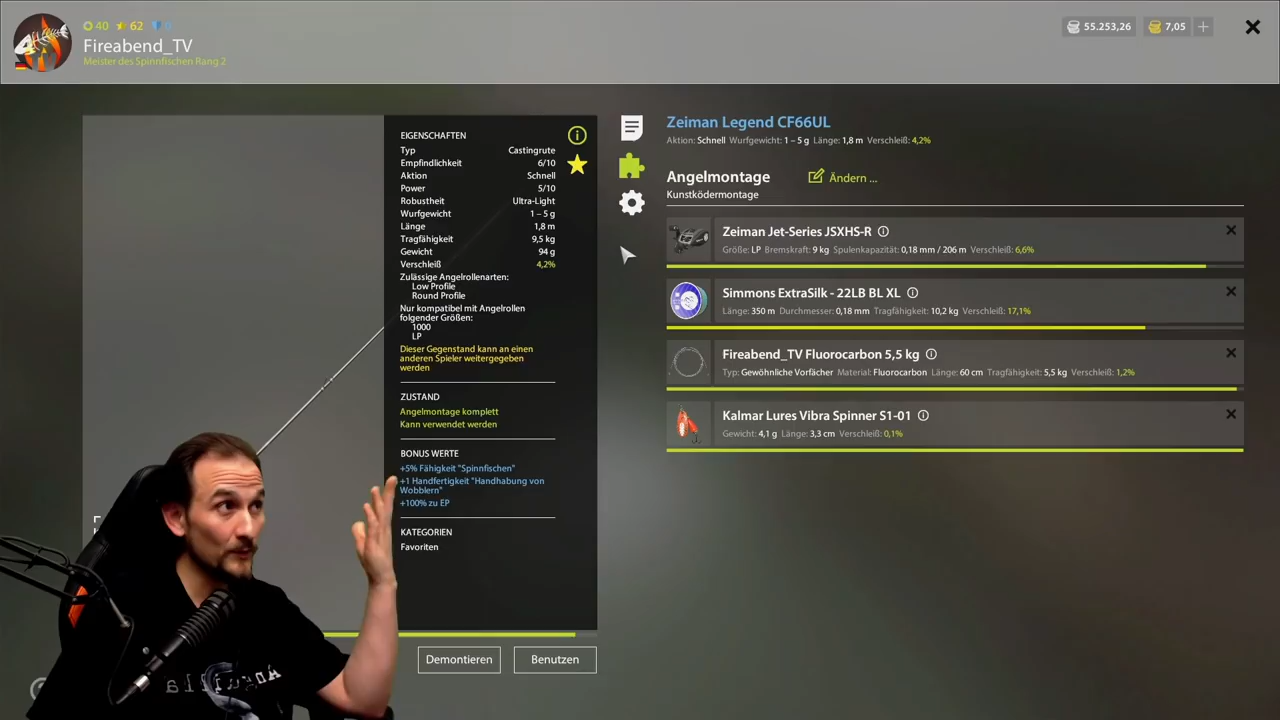 40 62 0
Fireabend_TV
Meister des Spinnfischen Rang 2
55.253,26 7,05
EIGENSCHAFTEN
Typ Castingrute
Empfindlichkeit 6/10
Aktion Schnell
Power 5/10
Robustheit Ultra-Light
Wurfgewicht 1 – 5 g
Länge 1,8 m
Tragfähigkeit 9,5 kg
Gewicht 94 g
Verschleiß 4,2%
Zulässige Angelrollenarten:
Low Profile
Round Profile
Nur kompatibel mit Angelrollen
folgender Größen:
1000
LP
Dieser Gegenstand kann an einen
anderen Spieler weitergegeben
werden
ZUSTAND
Angelmontage komplett
Kann verwendet werden
BONUS WERTE
+5% Fähigkeit "Spinnfischen"
+1 Handfertigkeit "Handhabung von
Wobblern"
+100% zu EP
KATEGORIEN
Favoriten
Demontieren
Benutzen
Zeiman Legend CF66UL
Aktion: Schnell Wurfgewicht: 1 – 5 g Länge: 1,8 m Verschleiß: 4,2%
Angelmontage
Ändern ...
Kunstködermontage
Zeiman Jet-Series JSXHS-R
Größe: LP Bremskraft: 9 kg Spulenkapazität: 0,18 mm / 206 m Verschleiß: 6,6%
Simmons ExtraSilk - 22LB BL XL
Länge: 350 m Durchmesser: 0,18 mm Tragfähigkeit: 10,2 kg Verschleiß: 17,1%
Fireabend_TV Fluorocarbon 5,5 kg
Typ: Gewöhnliche Vorfächer Material: Fluorocarbon Länge: 60 cm Tragfähigkeit: 5,5 kg Verschleiß: 1,2%
Kalmar Lures Vibra Spinner S1-01
Gewicht: 4,1 g Länge: 3,3 cm Verschleiß: 0,1%